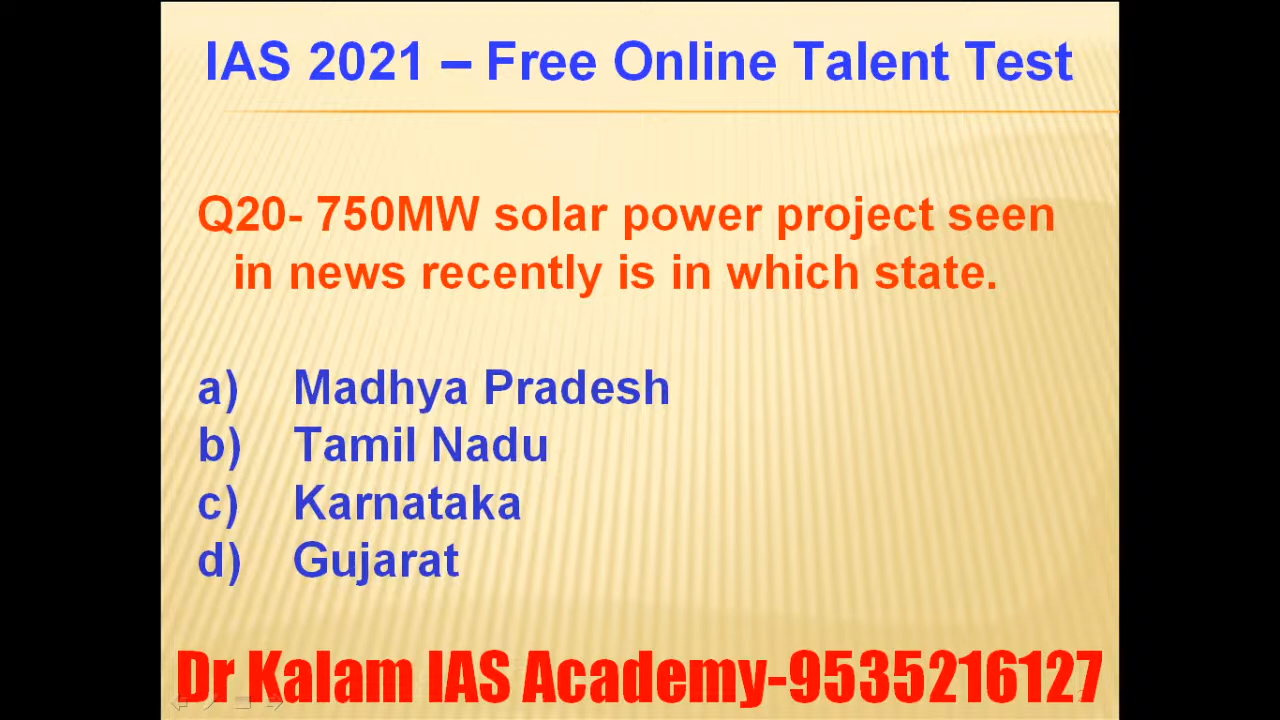 IAS 2021 – Free Online Talent Test
Q20- 750MW solar power project seen
in news recently is in which state.
a) Madhya Pradesh
b) Tamil Nadu
c) Karnataka
d) Gujarat
Dr Kalam IAS Academy-9535216127